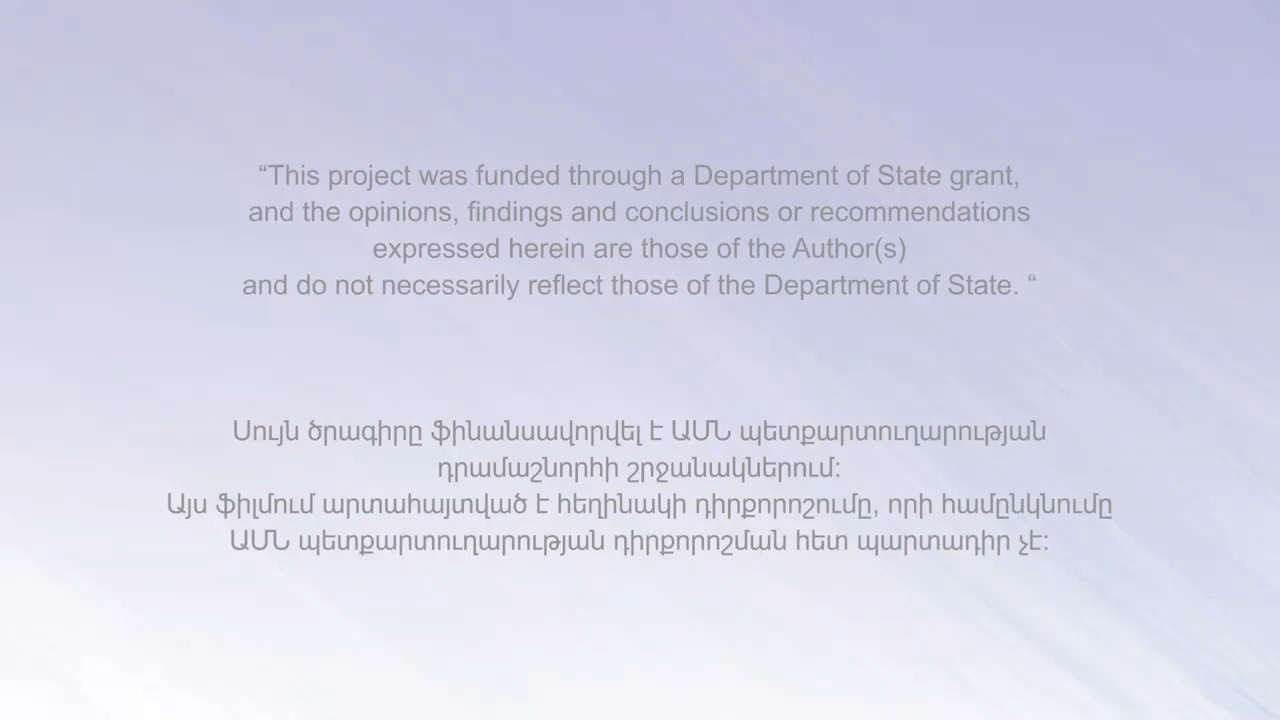 “This project was funded through a Department of State grant,
and the opinions, findings and conclusions or recommendations
expressed herein are those of the Author(s)
and do not necessarily reflect those of the Department of State. “
Սույն ծրագիրը ֆինանսավորվել է ԱՄՆ պետքարտուղարության
դրամաշնորհի շրջանակներում:
Այս ֆիլմում արտահայտված է հեղինակի դիրքորոշումը, որի համընկնումը
ԱՄՆ պետքարտուղարության դիրքորոշման հետ պարտադիր չէ: